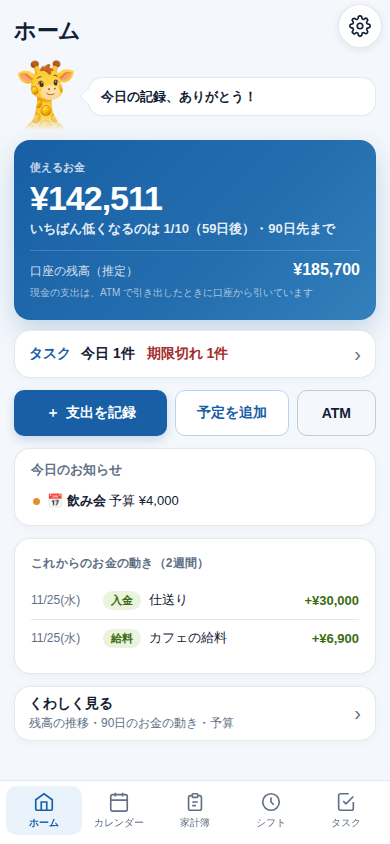 ホーム
今日の記録、ありがとう！
使えるお金
¥142,511
いちばん低くなるのは 1/10（59日後）・90日先まで
口座の残高（推定） ¥185,700
現金の支出は、ATM で引き出したときに口座から引いています
タスク 今日 1件 期限切れ 1件 ›
＋ 支出を記録 予定を追加 ATM
今日のお知らせ
📅 飲み会 予算 ¥4,000
これからのお金の動き（2週間）
11/25(水) 入金 仕送り +¥30,000
11/25(水) 給料 カフェの給料 +¥6,900
くわしく見る
残高の推移・90日のお金の動き・予算 ›
ホーム カレンダー 家計簿 シフト タスク